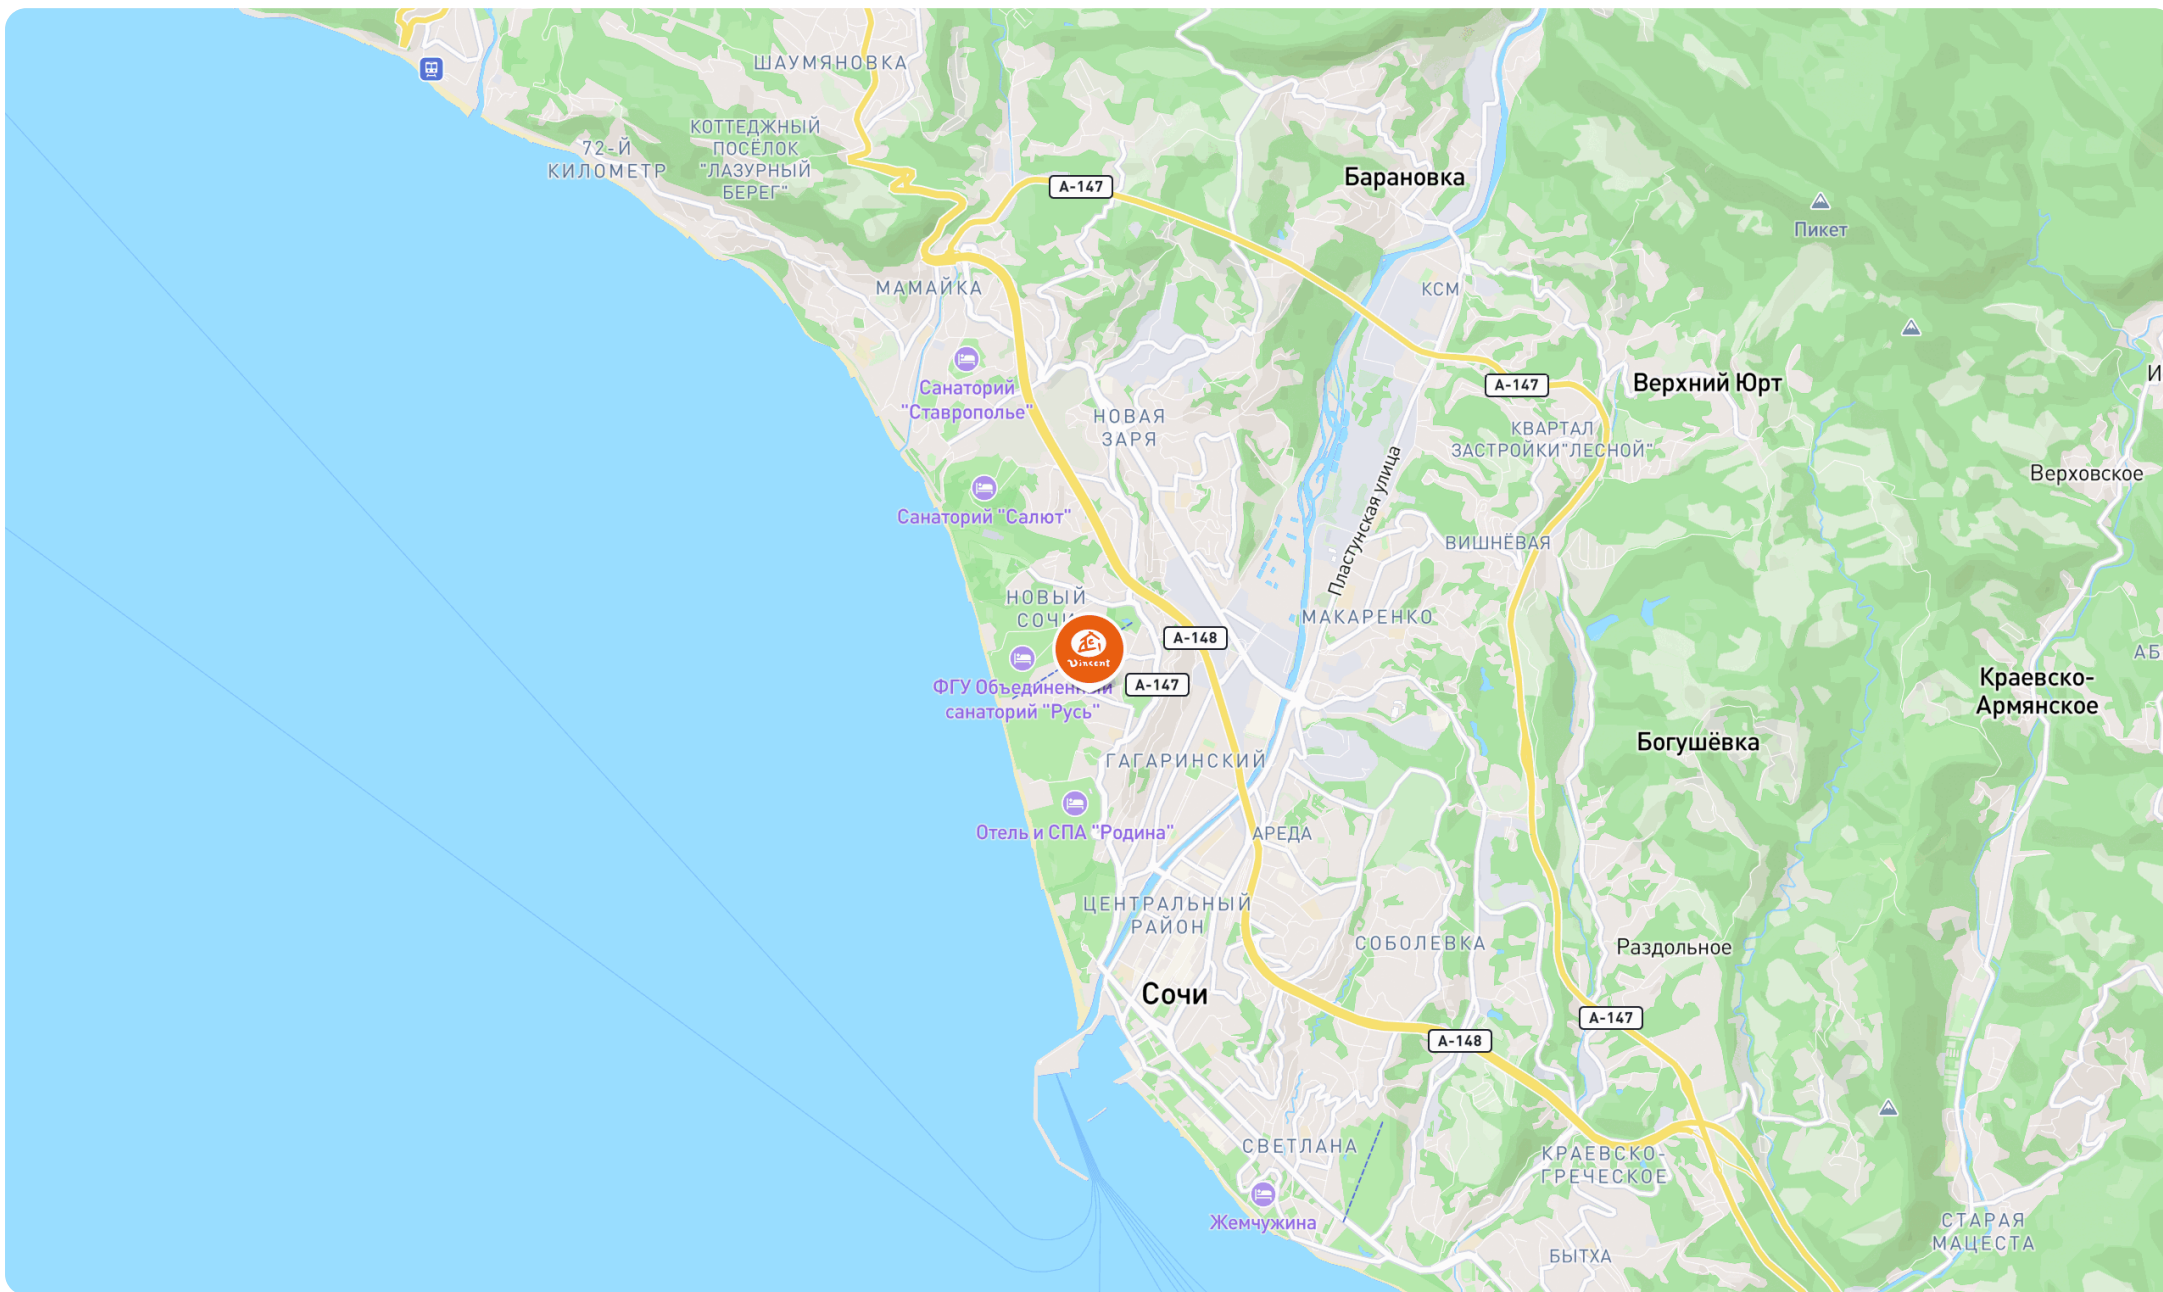 ШАУМЯНОВКА
КОТТЕДЖНЫЙ
ПОСЁЛОК
"ЛАЗУРНЫЙ
БЕРЕГ"
72-Й
КИЛОМЕТР
А-147
Барановка
Пикет
МАМАЙКА
КСМ
Санаторий
"Ставрополье"
НОВАЯ
ЗАРЯ
А-147
Верхний Юрт
КВАРТАЛ
ЗАСТРОЙКИ"ЛЕСНОЙ"
И
Верховское
Санаторий "Салют"
Пластунская улица
ВИШНЁВАЯ
НОВЫЙ
СОЧИ
Vincent
МАКАРЕНКО
А-148
А-147
ФГУ Объединенный
санаторий "Русь"
АБ
Краевско-
Армянское
Богушёвка
ГАГАРИНСКИЙ
Отель и СПА "Родина"
АРЕДА
ЦЕНТРАЛЬНЫЙ
РАЙОН
СОБОЛЕВКА
Раздольное
Сочи
А-147
А-148
СВЕТЛАНА
КРАЕВСКО-
ГРЕЧЕСКОЕ
Жемчужина
СТАРАЯ
МАЦЕСТА
БЫТХА